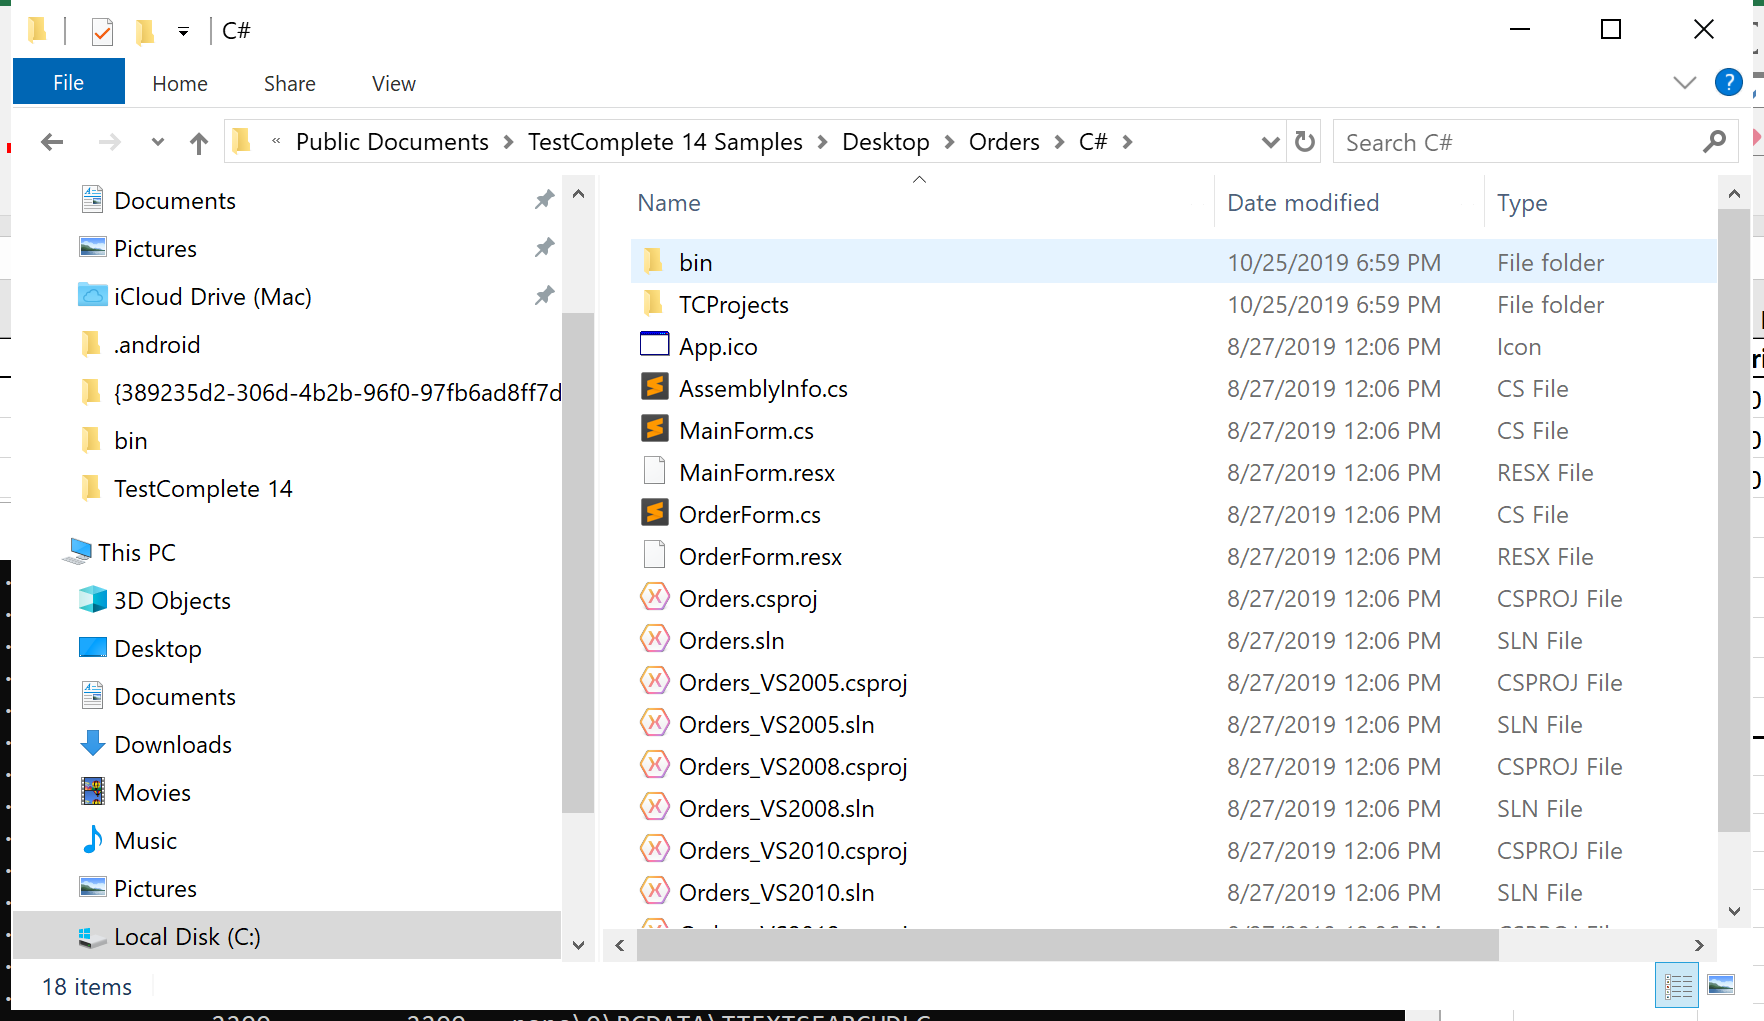 C#
File Home Share View
« Public Documents > TestComplete 14 Samples > Desktop > Orders > C# > Search C#
Documents
Pictures
iCloud Drive (Mac)
.android
{389235d2-306d-4b2b-96f0-97fb6ad8ff7d
bin
TestComplete 14
This PC
3D Objects
Desktop
Documents
Downloads
Movies
Music
Pictures
Local Disk (C:)
Name Date modified Type
bin 10/25/2019 6:59 PM File folder
TCProjects 10/25/2019 6:59 PM File folder
App.ico 8/27/2019 12:06 PM Icon
AssemblyInfo.cs 8/27/2019 12:06 PM CS File
MainForm.cs 8/27/2019 12:06 PM CS File
MainForm.resx 8/27/2019 12:06 PM RESX File
OrderForm.cs 8/27/2019 12:06 PM CS File
OrderForm.resx 8/27/2019 12:06 PM RESX File
Orders.csproj 8/27/2019 12:06 PM CSPROJ File
Orders.sln 8/27/2019 12:06 PM SLN File
Orders_VS2005.csproj 8/27/2019 12:06 PM CSPROJ File
Orders_VS2005.sln 8/27/2019 12:06 PM SLN File
Orders_VS2008.csproj 8/27/2019 12:06 PM CSPROJ File
Orders_VS2008.sln 8/27/2019 12:06 PM SLN File
Orders_VS2010.csproj 8/27/2019 12:06 PM CSPROJ File
Orders_VS2010.sln 8/27/2019 12:06 PM SLN File
18 items